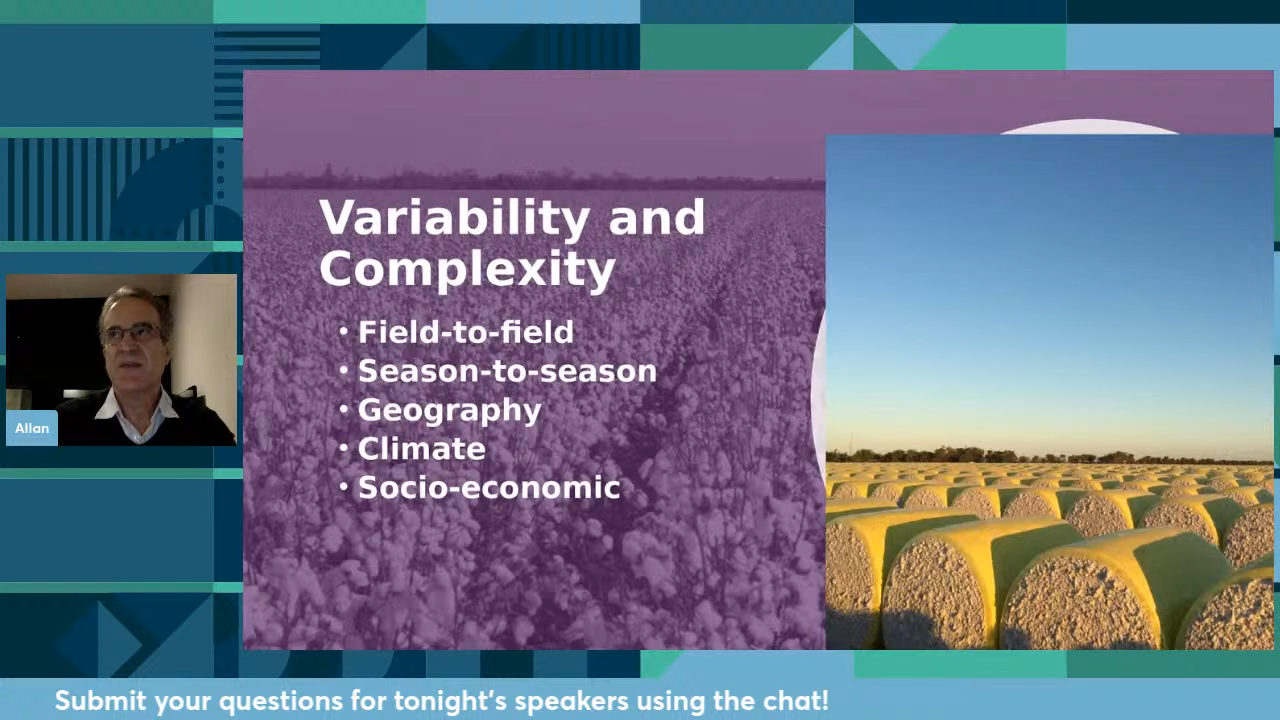 Variability and
Complexity
• Field-to-field
• Season-to-season
• Geography
• Climate
• Socio-economic
Allan
Submit your questions for tonight's speakers using the chat!